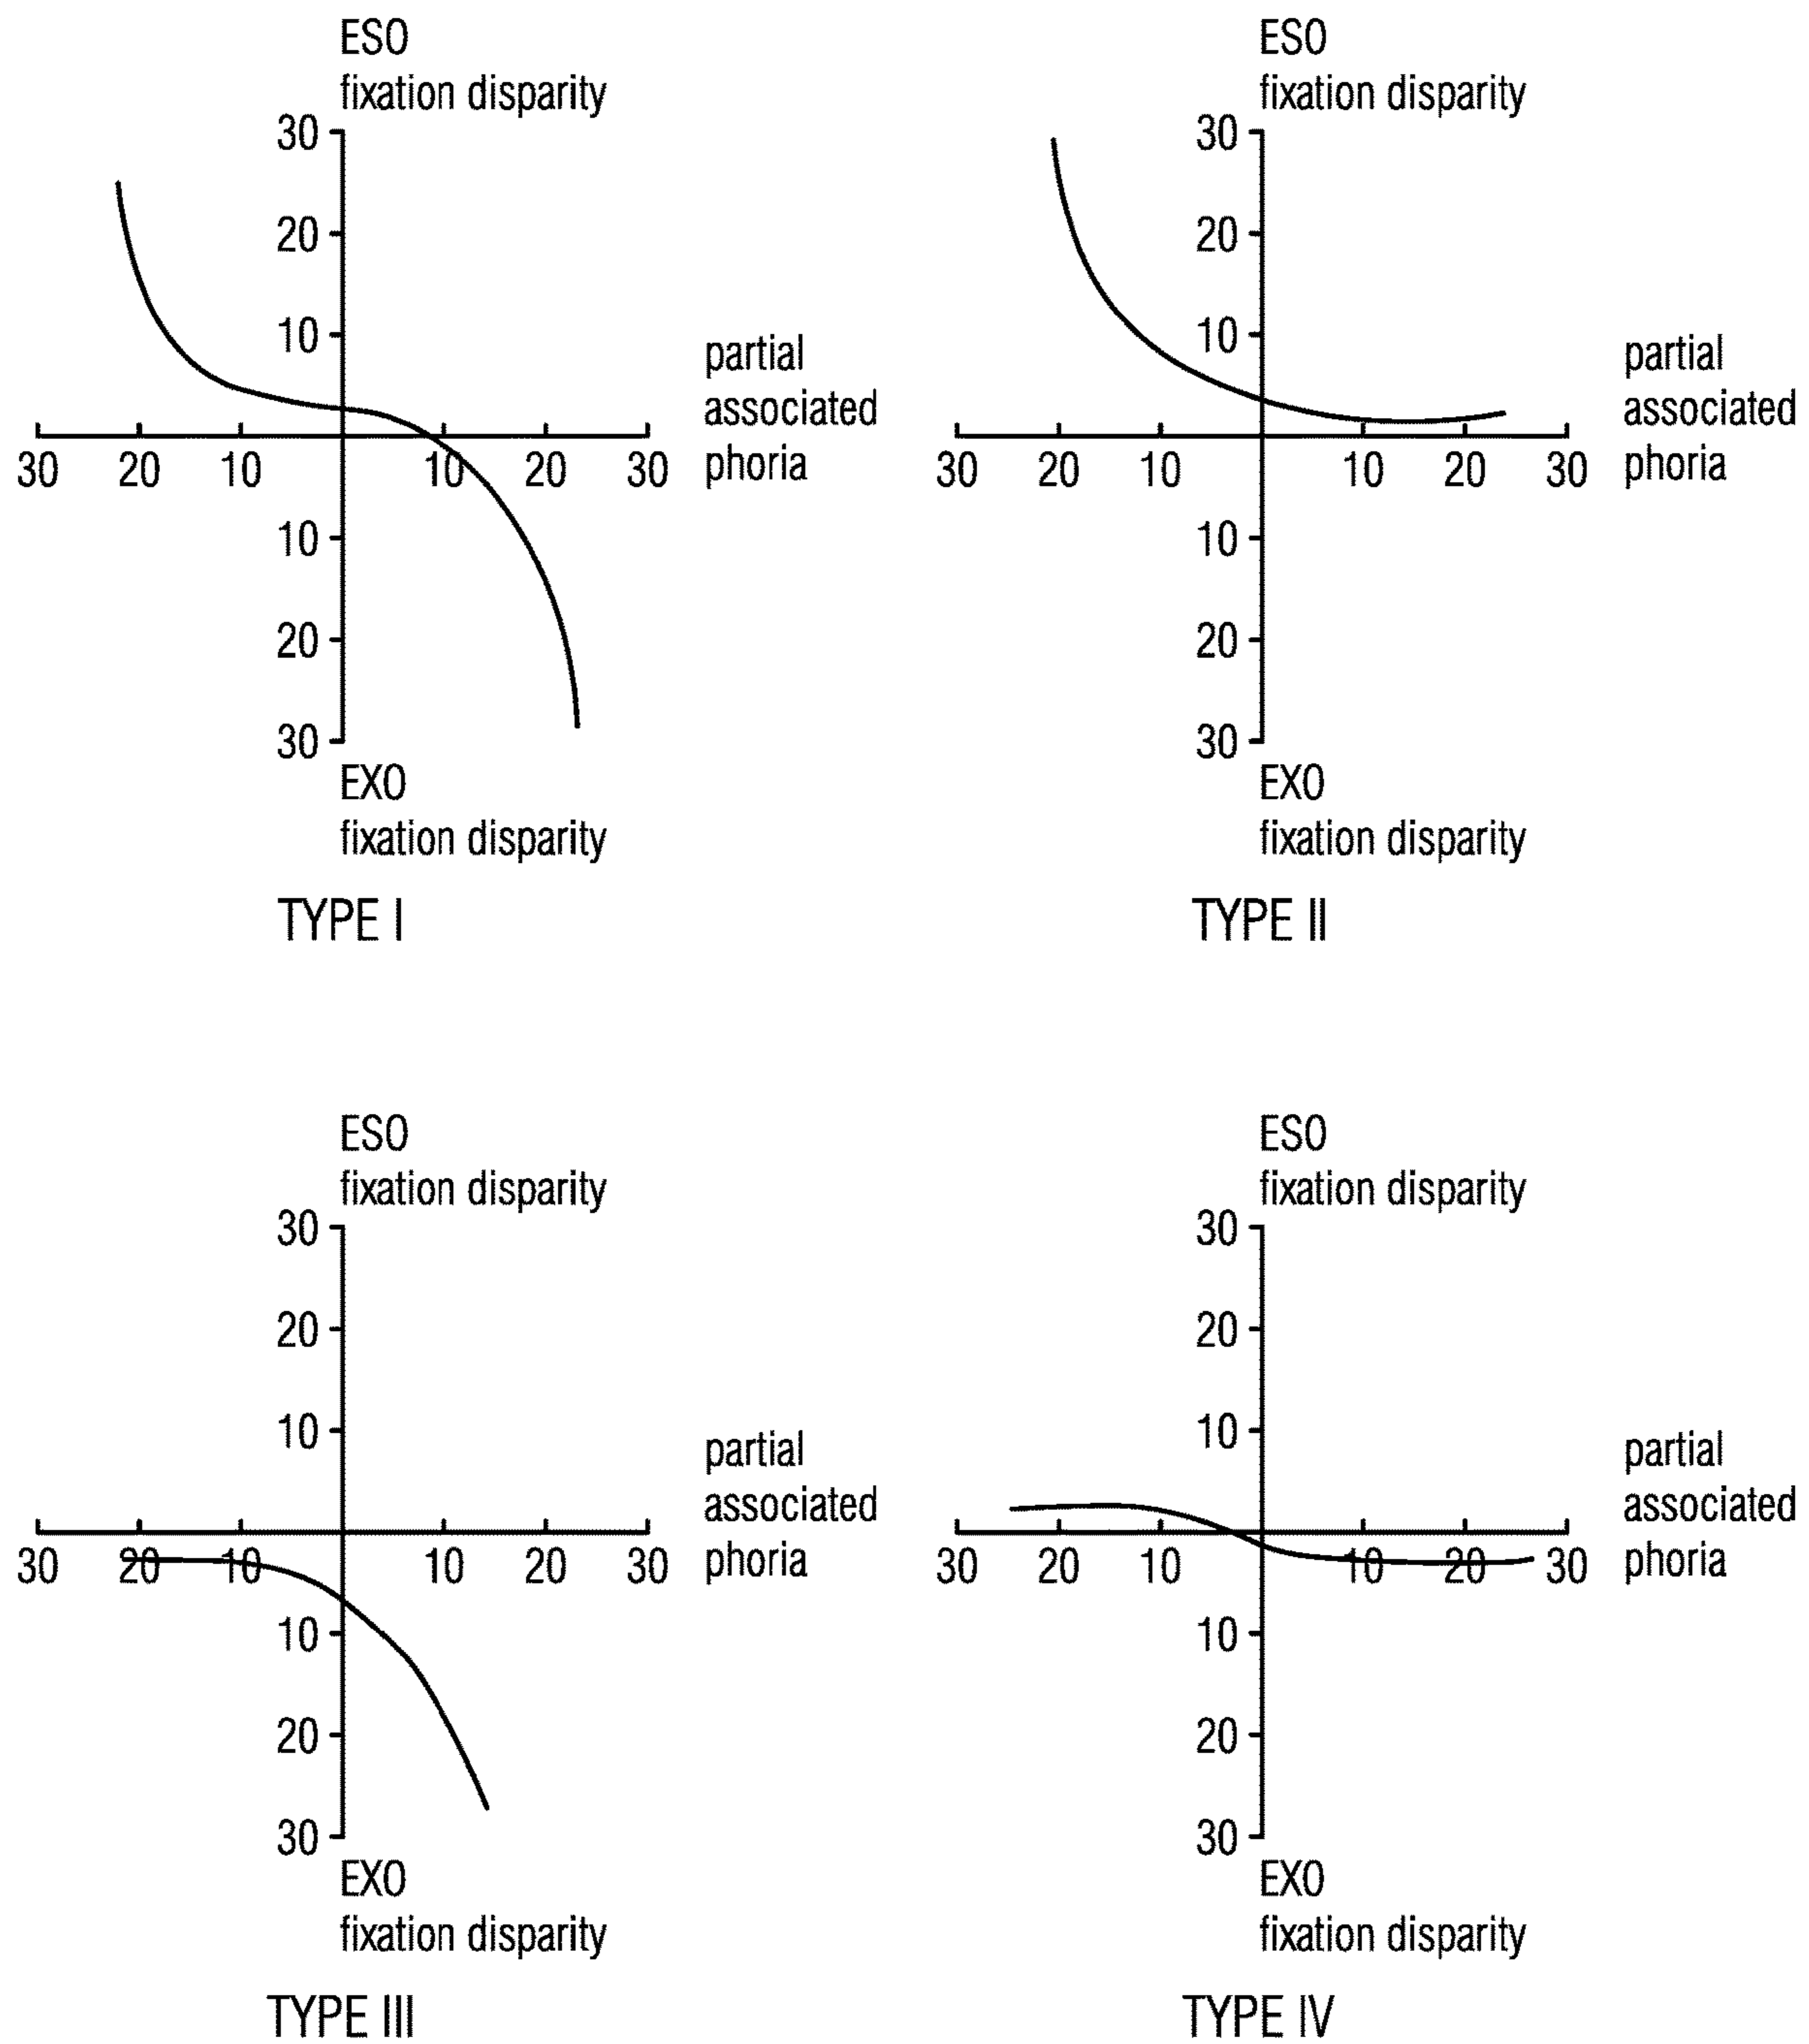 ESO
fixation disparity
30
20
10
partial
associated
phoria
30 20 10 10 20 30
10
20
30
EXO
fixation disparity
TYPE I
ESO
fixation disparity
30
20
10
partial
associated
phoria
30 20 10 10 20 30
10
20
30
EXO
fixation disparity
TYPE II
ESO
fixation disparity
30
20
10
partial
associated
phoria
30 20 10 10 20 30
10
20
30
EXO
fixation disparity
TYPE III
ESO
fixation disparity
30
20
10
partial
associated
phoria
30 20 10 10 20 30
10
20
30
EXO
fixation disparity
TYPE IV